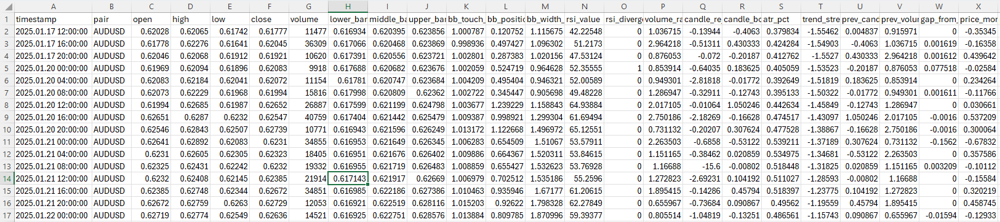 A B C D E F G H I J K L M N O P Q R S T U V W X
1 timestamp pair open high low close volume lower_ban middle_ba upper_ban bb_touch_ bb_positio bb_width_ rsi_value rsi_diverge volume_ra candle_re candle_bo atr_pct trend_stre prev_cand prev_volur gap_from_ price_mor
2 2025.01.17 12:00:00 AUDUSD 0.62028 0.62065 0.61742 0.61777 11477 0.616934 0.620395 0.623856 1.000787 0.120752 1.115675 42.22548 0 1.036715 -0.13944 -0.4063 0.379834 -1.55462 0.004837 0.915971 0 -0.35345
3 2025.01.17 16:00:00 AUDUSD 0.61778 0.62276 0.61641 0.62045 36309 0.617066 0.620468 0.623869 0.998936 0.497427 1.096302 51.2173 0 2.964218 -0.51311 0.430333 0.424284 -1.54903 -0.4063 1.036715 0.001619 -0.16358
4 2025.01.17 20:00:00 AUDUSD 0.62046 0.62068 0.61912 0.61921 10620 0.617391 0.620556 0.623721 1.002801 0.287383 1.020156 47.53124 0 0.876053 -0.072 -0.20187 0.412762 -1.5527 0.430333 2.964218 0.001612 0.439642
5 2025.01.20 00:00:00 AUDUSD 0.61969 0.62094 0.61896 0.62083 9918 0.617688 0.620682 0.623676 1.002059 0.524719 0.964628 52.35555 1 0.853914 -0.64035 0.183625 0.405059 -1.53523 -0.20187 0.876053 0.077518 -0.02584
6 2025.01.20 04:00:00 AUDUSD 0.62083 0.62184 0.62041 0.62072 11154 0.61781 0.620747 0.623684 1.004209 0.495404 0.946321 52.00589 0 0.949301 -2.81818 -0.01772 0.392649 -1.51819 0.183625 0.853914 0 0.234264
7 2025.01.20 08:00:00 AUDUSD 0.62073 0.62229 0.61968 0.61994 15816 0.617998 0.620809 0.62362 1.002722 0.345447 0.905698 49.48228 0 1.286947 -0.32911 -0.12743 0.395133 -1.50322 -0.01772 0.949301 0.001611 -0.11766
8 2025.01.20 12:00:00 AUDUSD 0.61994 0.62685 0.61987 0.62652 26887 0.617599 0.621199 0.624798 1.003677 1.239229 1.158843 64.93884 0 2.017105 -0.01064 1.050246 0.442634 -1.45849 -0.12743 1.286947 0 0.030661
9 2025.01.20 16:00:00 AUDUSD 0.62651 0.6287 0.6232 0.62547 40759 0.617404 0.621442 0.625479 1.009387 0.998921 1.299304 61.69494 0 2.750186 -2.18269 -0.16628 0.474517 -1.43097 1.050246 2.017105 -0.0016 0.537209
10 2025.01.20 20:00:00 AUDUSD 0.62546 0.62843 0.62507 0.62739 10771 0.616943 0.621596 0.626249 1.013172 1.122668 1.496972 65.12551 0 0.731132 -0.20207 0.307624 0.477528 -1.38867 -0.16628 2.750186 -0.0016 0.300064
11 2025.01.21 00:00:00 AUDUSD 0.62641 0.62892 0.62083 0.6231 34855 0.616953 0.621649 0.626345 1.006283 0.654509 1.51067 53.57911 0 2.263503 -0.6858 -0.53122 0.539211 -1.37189 0.307624 0.731132 -0.1562 -0.67832
12 2025.01.21 04:00:00 AUDUSD 0.6231 0.62605 0.62305 0.62323 18405 0.616951 0.621676 0.626402 1.009886 0.664367 1.520311 53.84615 0 1.151165 -0.38462 0.020859 0.534975 -1.34681 -0.53122 2.263503 0 0.357586
13 2025.01.21 08:00:00 AUDUSD 0.62325 0.62431 0.62242 0.6232 19332 0.616955 0.621719 0.626483 1.008859 0.655427 1.532623 53.76928 0 1.16688 -15.6 -0.00802 0.518448 -1.31825 0.020859 1.151165 0.003209 -0.10112
14 2025.01.21 12:00:00 AUDUSD 0.6232 0.62408 0.62145 0.62385 21914 0.617143 0.621917 0.62669 1.006979 0.702512 1.535186 55.2596 0 1.272823 -2.69231 0.104192 0.511027 -1.28593 -0.00802 1.16688 0 -0.15584
15 2025.01.21 16:00:00 AUDUSD 0.62385 0.62748 0.62344 0.62672 34851 0.616985 0.622186 0.627386 1.010463 0.935946 1.67177 61.20615 0 1.895415 -0.14286 0.45794 0.518397 -1.23775 0.104192 1.272823 0 0.320219
16 2025.01.21 20:00:00 AUDUSD 0.62672 0.62759 0.6263 0.62729 12053 0.616921 0.622519 0.628116 1.015203 0.92622 1.798328 62.27849 0 0.655967 -0.73684 0.090867 0.49562 -1.19559 0.45794 1.895415 0 0.458745
17 2025.01.22 00:00:00 AUDUSD 0.62719 0.62774 0.62549 0.62636 14521 0.616925 0.622751 0.628576 1.013884 0.809785 1.870996 59.39377 0 0.805514 -1.04819 -0.13251 0.486561 -1.15743 0.090867 0.655967 -0.01594 -0.12933